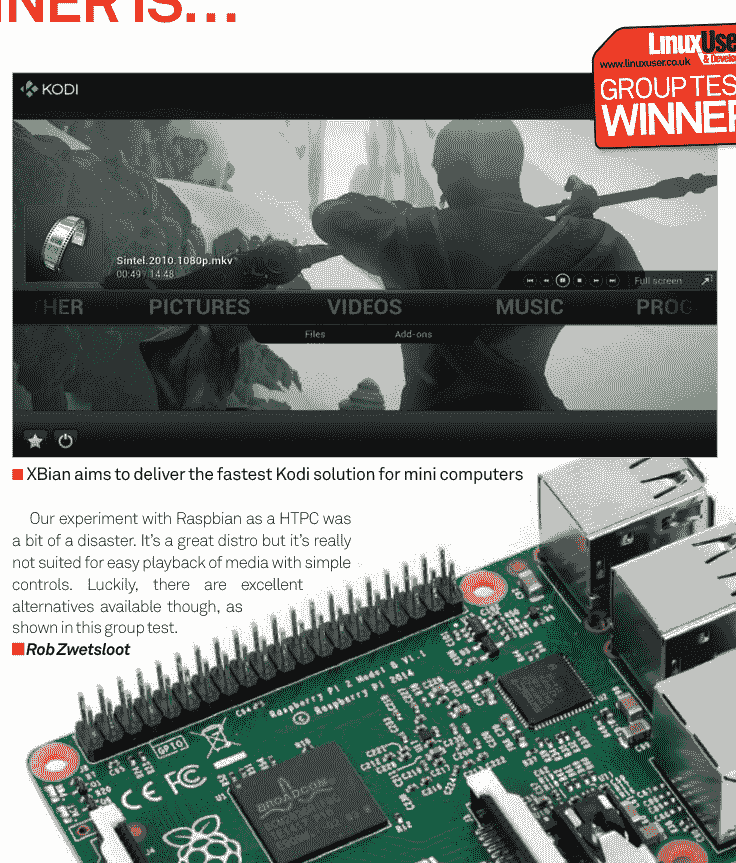 NNER IS...
LinuxUse
& Develo
www.linuxuser.co.uk
GROUP TES
WINNER
KODI
Sintel.2010.1080p.mkv
00:49 / 14:48
Full screen
HER PICTURES VIDEOS MUSIC PROG
Files Add-ons
XBian aims to deliver the fastest Kodi solution for mini computers
Our experiment with Raspbian as a HTPC was
a bit of a disaster. It's a great distro but it's really
not suited for easy playback of media with simple
controls. Luckily, there are excellent
alternatives available though, as
shown in this group test.
Rob Zwetsloot
Raspberry Pi 2 Model B V1.1
© Raspberry Pi 2014
GPIO
CE FC
BROADCOM